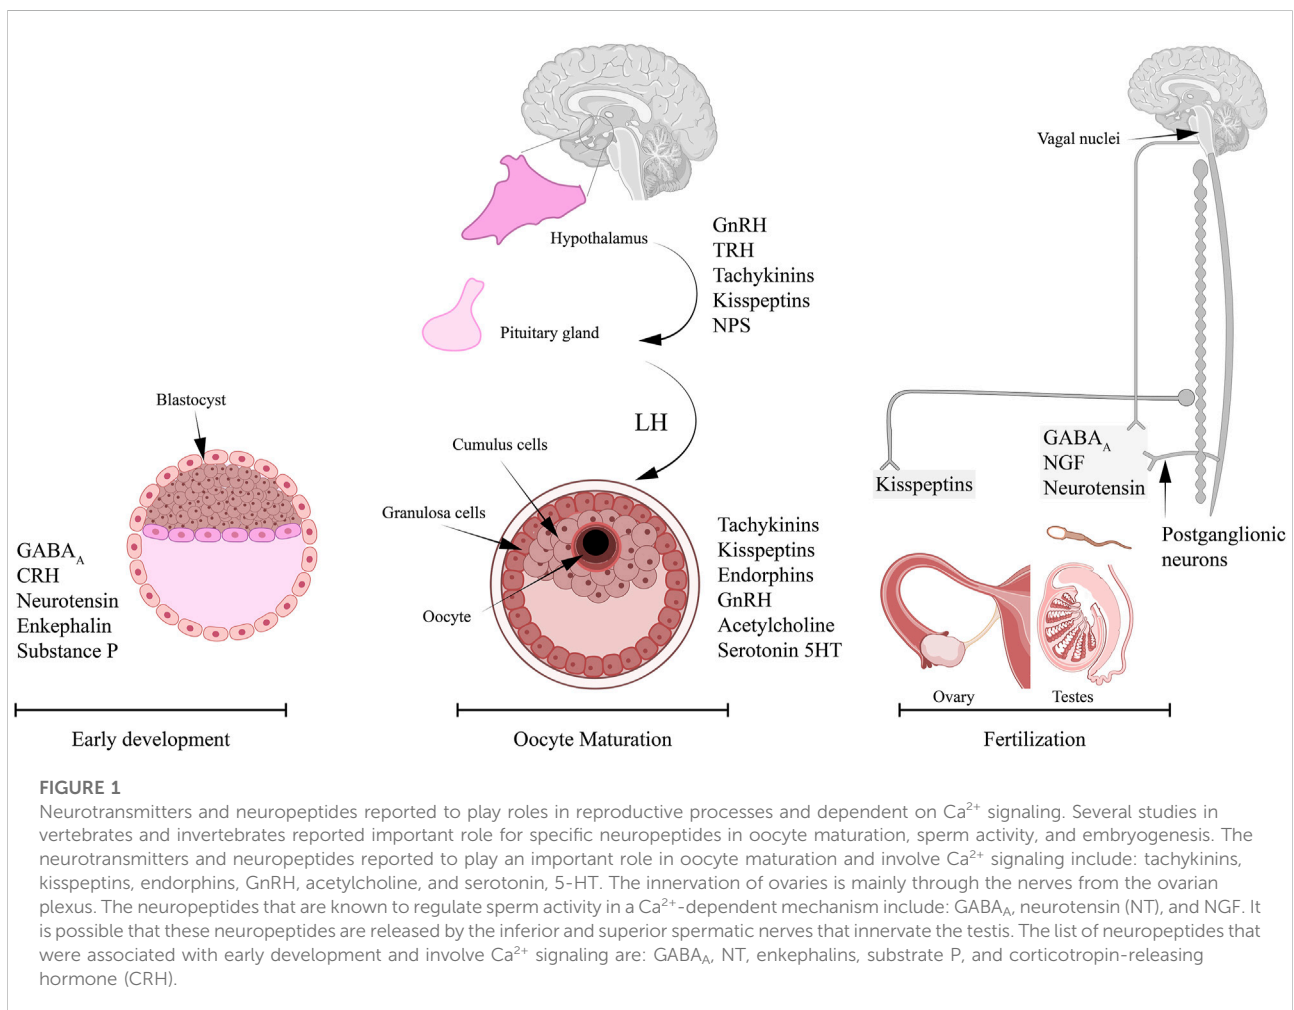 Vagal nuclei
Hypothalamus
GnRH
TRH
Tachykinins
Kisspeptins
NPS
Pituitary gland
LH
Blastocyst
GABAA
CRH
Neurotensin
Enkephalin
Substance P
Cumulus cells
Granulosa cells
Oocyte
Tachykinins
Kisspeptins
Endorphins
GnRH
Acetylcholine
Serotonin 5HT
Kisspeptins
GABAA
NGF
Neurotensin
Postganglionic
neurons
Ovary
Testes
Early development
Oocyte Maturation
Fertilization
FIGURE 1
Neurotransmitters and neuropeptides reported to play roles in reproductive processes and dependent on Ca2+ signaling. Several studies in
vertebrates and invertebrates reported important role for specific neuropeptides in oocyte maturation, sperm activity, and embryogenesis. The
neurotransmitters and neuropeptides reported to play an important role in oocyte maturation and involve Ca2+ signaling include: tachykinins,
kisspeptins, endorphins, GnRH, acetylcholine, and serotonin, 5-HT. The innervation of ovaries is mainly through the nerves from the ovarian
plexus. The neuropeptides that are known to regulate sperm activity in a Ca2+-dependent mechanism include: GABAA, neurotensin (NT), and NGF. It
is possible that these neuropeptides are released by the inferior and superior spermatic nerves that innervate the testis. The list of neuropeptides that
were associated with early development and involve Ca2+ signaling are: GABAA, NT, enkephalins, substrate P, and corticotropin-releasing
hormone (CRH).